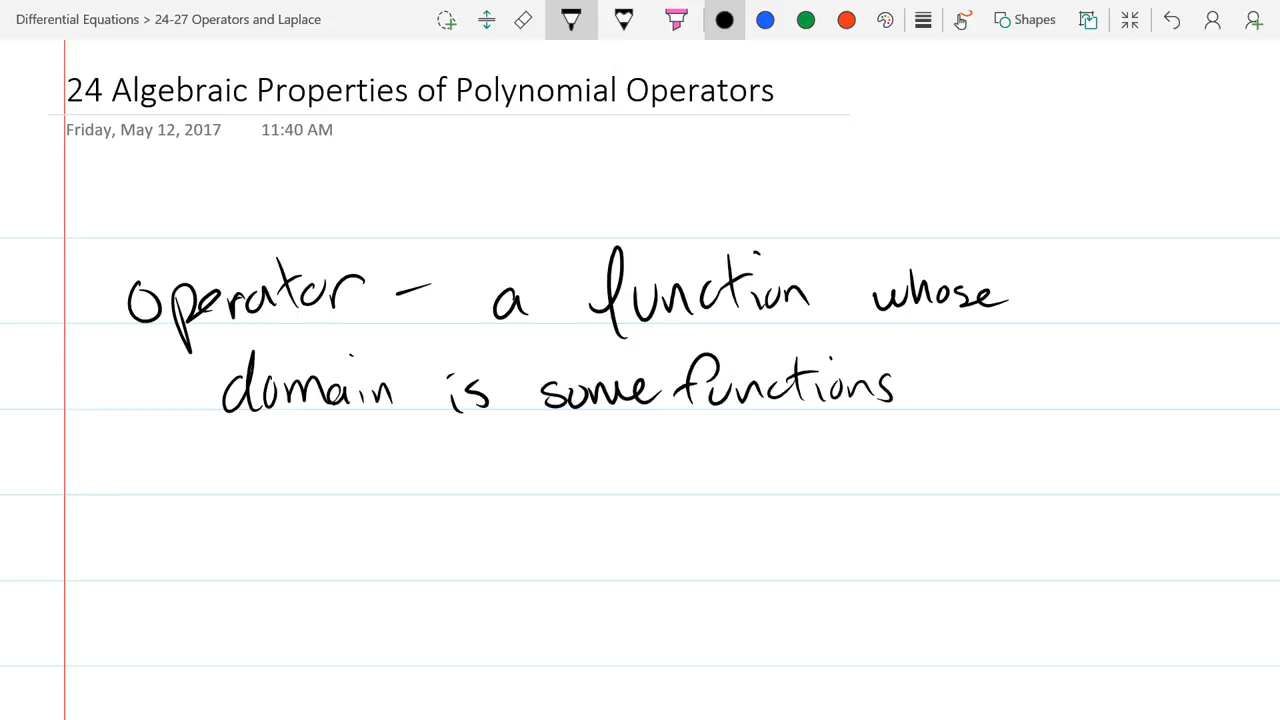 Differential Equations > 24-27 Operators and Laplace
Shapes
24 Algebraic Properties of Polynomial Operators
Friday, May 12, 2017 11:40 AM
operator - a function whose
domain is some functions